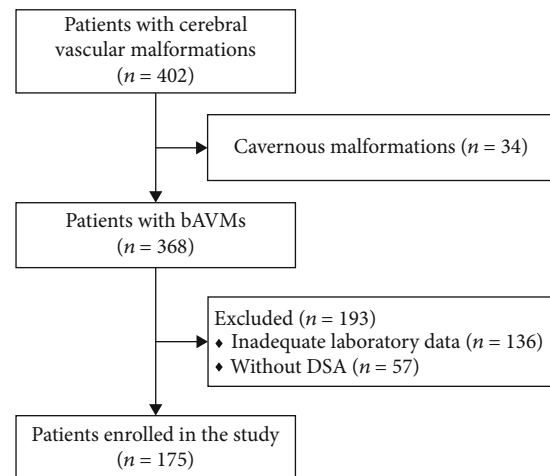 Patients with cerebral
vascular malformations
(n = 402)
Cavernous malformations (n = 34)
Patients with bAVMs
(n = 368)
Excluded (n = 193)
♦ Inadequate laboratory data (n = 136)
♦ Without DSA (n = 57)
Patients enrolled in the study
(n = 175)